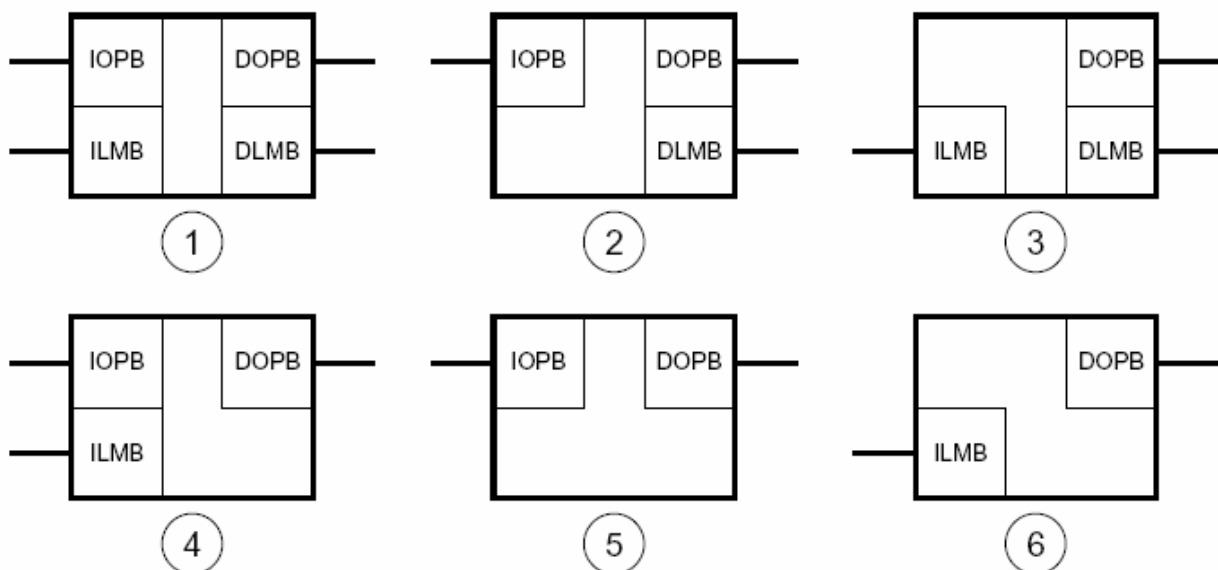 IOPB DOPB IOPB DOPB DOPB
ILMB DLMB DLMB ILMB DLMB
1 2 3
IOPB DOPB IOPB DOPB DOPB
ILMB ILMB
4 5 6